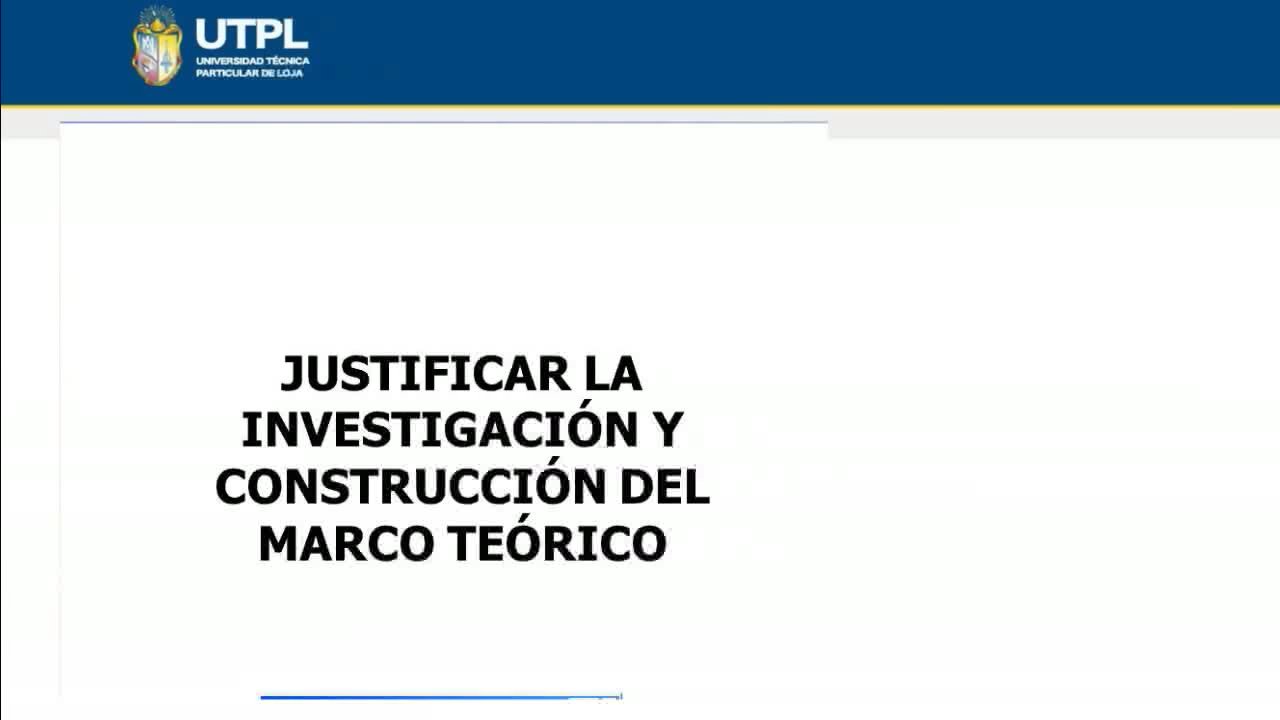 UTPL
UNIVERSIDAD TÉCNICA
PARTICULAR DE LOJA
JUSTIFICAR LA
INVESTIGACIÓN Y
CONSTRUCCIÓN DEL
MARCO TEÓRICO